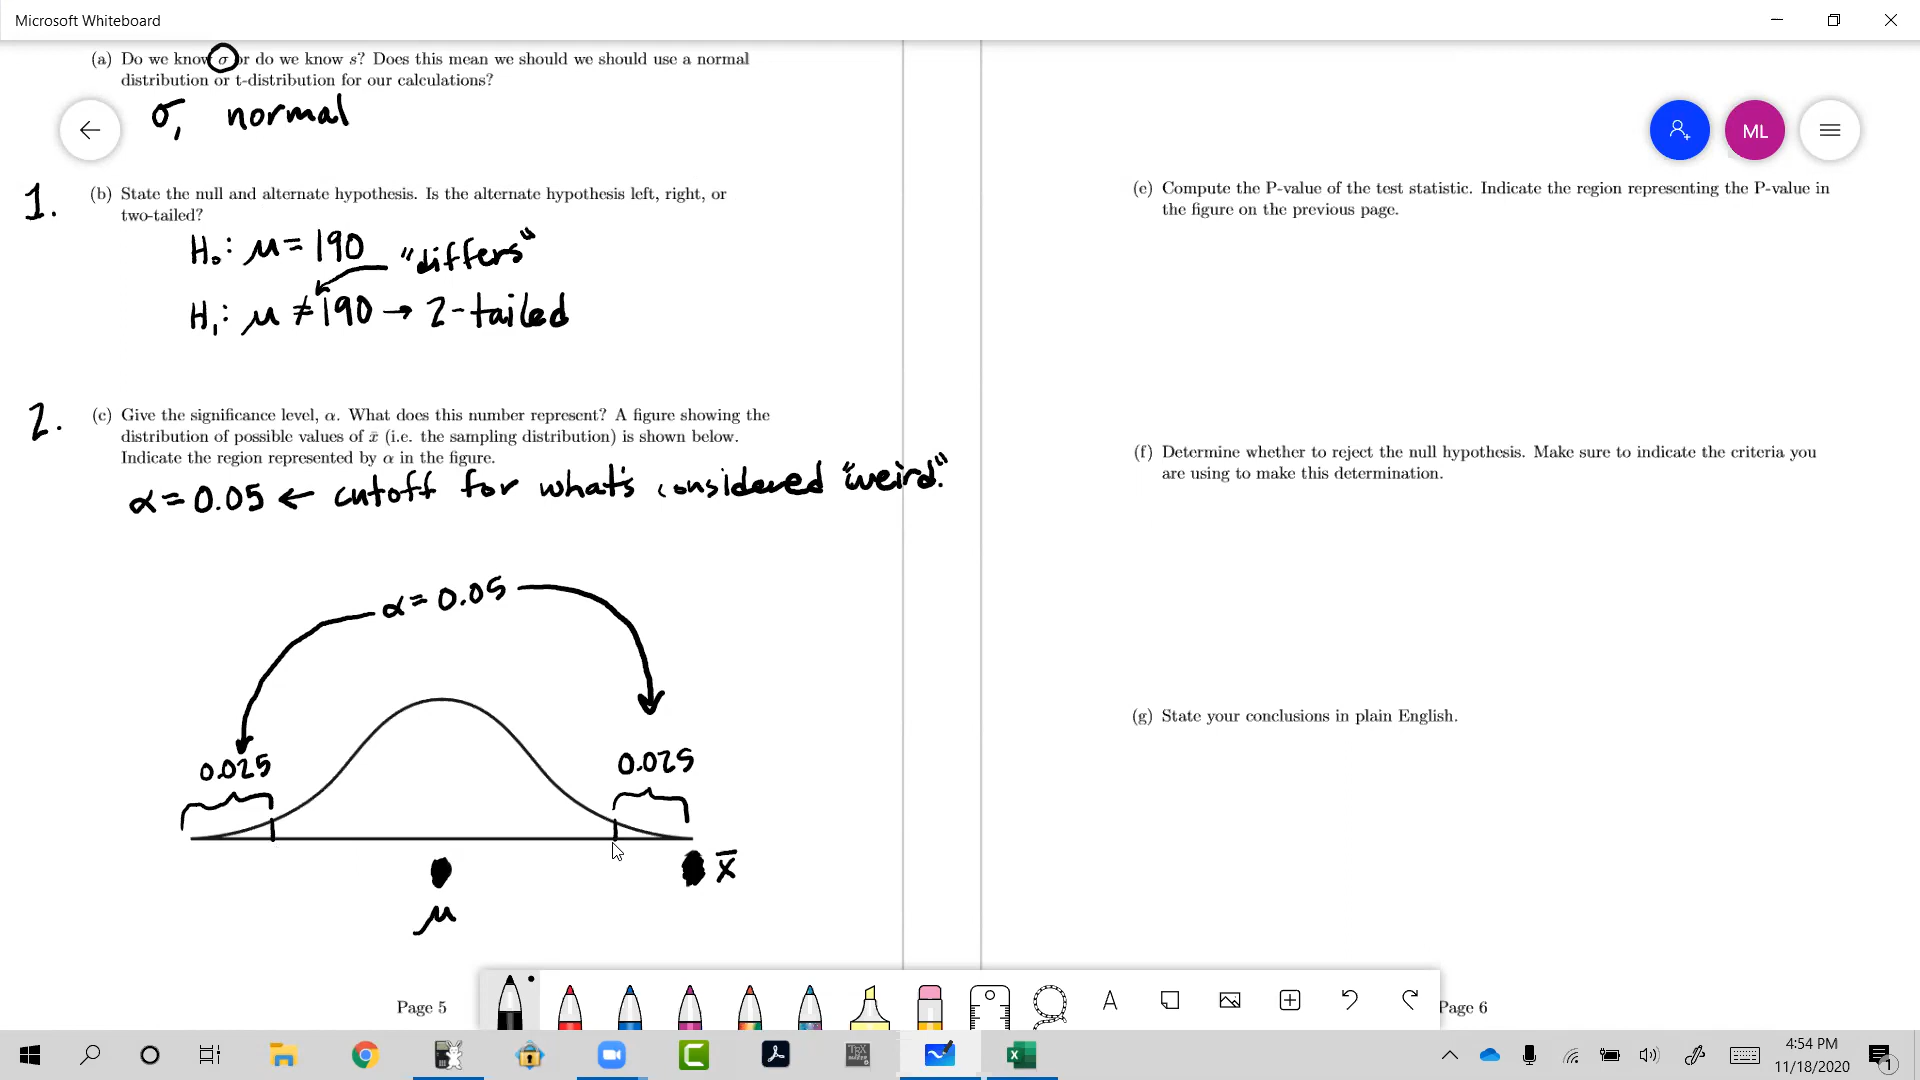 Microsoft Whiteboard
(a) Do we know σ or do we know s? Does this mean we should we should use a normal
distribution or t-distribution for our calculations?
σ, normal
ML
1.
(b) State the null and alternate hypothesis. Is the alternate hypothesis left, right, or
two-tailed?
H₀: μ = 190 "differs"
H₁: μ ≠ 190 → 2-tailed
2.
(c) Give the significance level, α. What does this number represent? A figure showing the
distribution of possible values of x̄ (i.e. the sampling distribution) is shown below.
Indicate the region represented by α in the figure.
α = 0.05 ← cutoff for what's considered "weird."
α = 0.05
0.025
0.025
x̄
μ
Page 5
(e) Compute the P-value of the test statistic. Indicate the region representing the P-value in
the figure on the previous page.
(f) Determine whether to reject the null hypothesis. Make sure to indicate the criteria you
are using to make this determination.
(g) State your conclusions in plain English.
Page 6
4:54 PM
11/18/2020
1